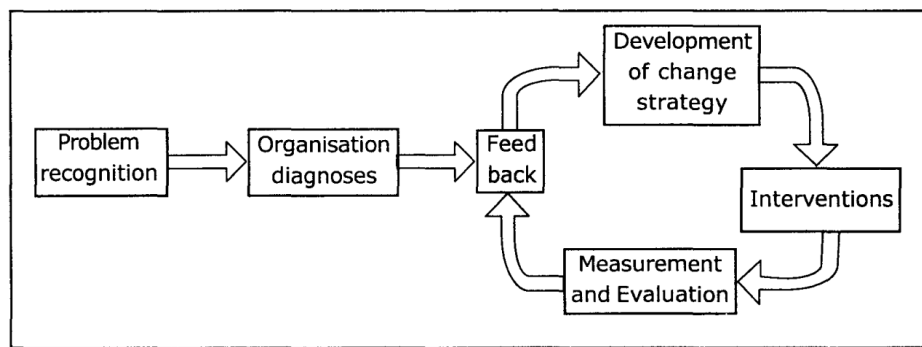 Problem
recognition
Organisation
diagnoses
Feed
back
Development
of change
strategy
Interventions
Measurement
and Evaluation